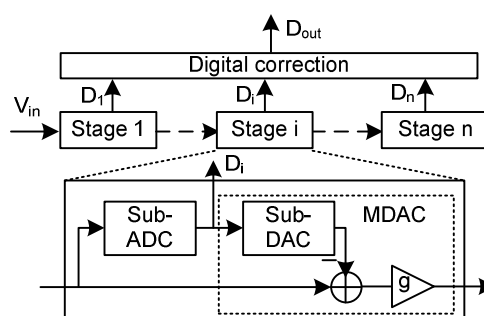 Dout
Digital correction
D1
Di
Dn
Vin
Stage 1
Stage i
Stage n
Di
Sub-
ADC
Sub-
DAC
MDAC
g